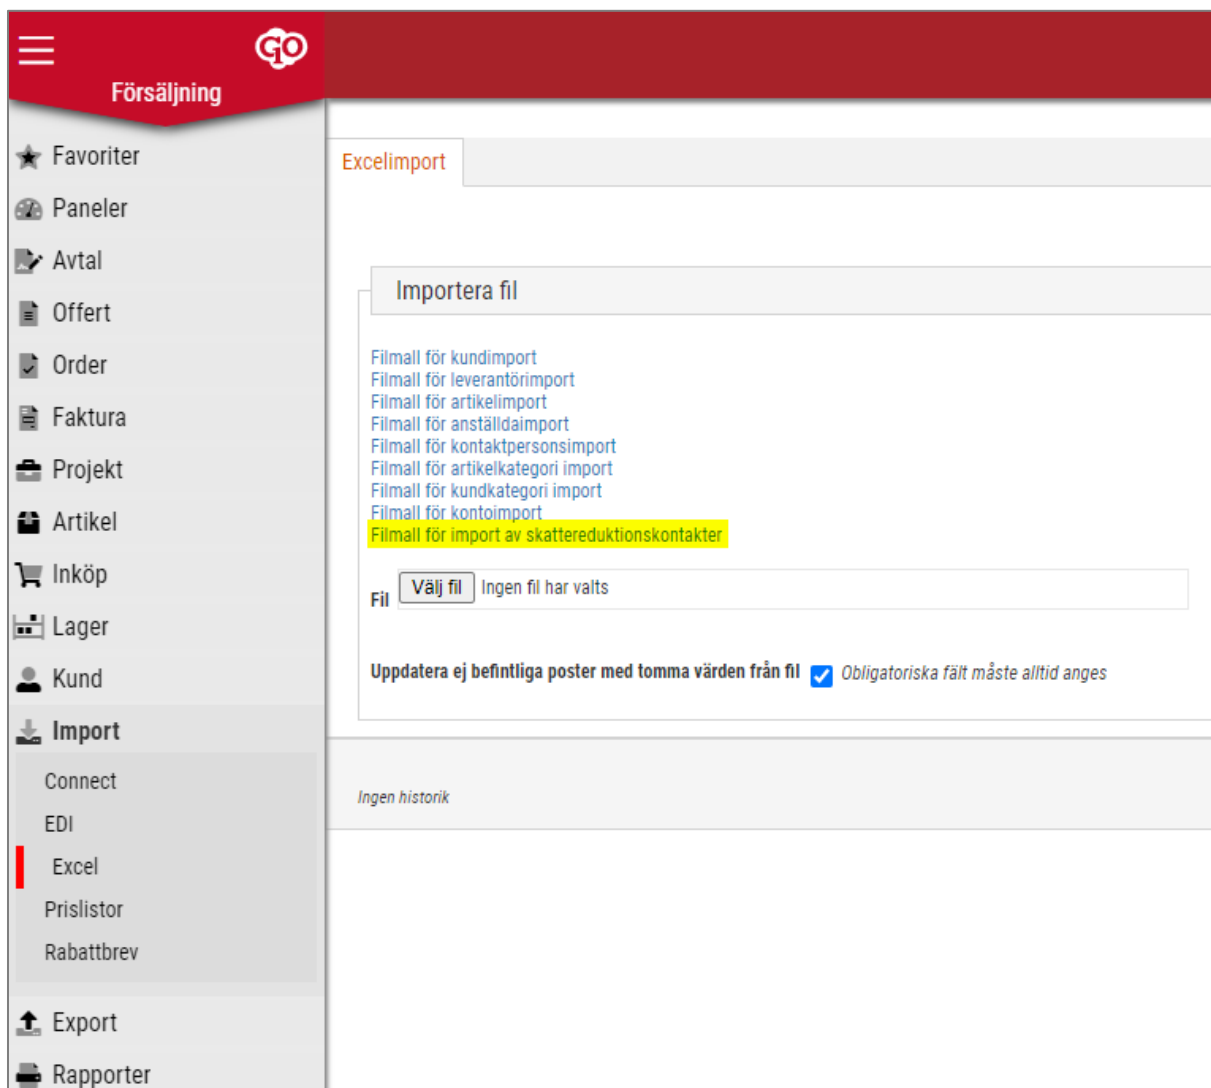 GiO
Försäljning
Favoriter
Paneler
Avtal
Offert
Order
Faktura
Projekt
Artikel
Inköp
Lager
Kund
Import
Connect
EDI
Excel
Prislistor
Rabattbrev
Export
Rapporter
Excelimport
Importera fil
Filmall för kundimport
Filmall för leverantörimport
Filmall för artikelimport
Filmall för anställdaimport
Filmall för kontaktpersonsimport
Filmall för artikelkategori import
Filmall för kundkategori import
Filmall för kontoimport
Filmall för import av skattereduktionskontakter
Fil Välj fil Ingen fil har valts
Uppdatera ej befintliga poster med tomma värden från fil Obligatoriska fält måste alltid anges
Ingen historik